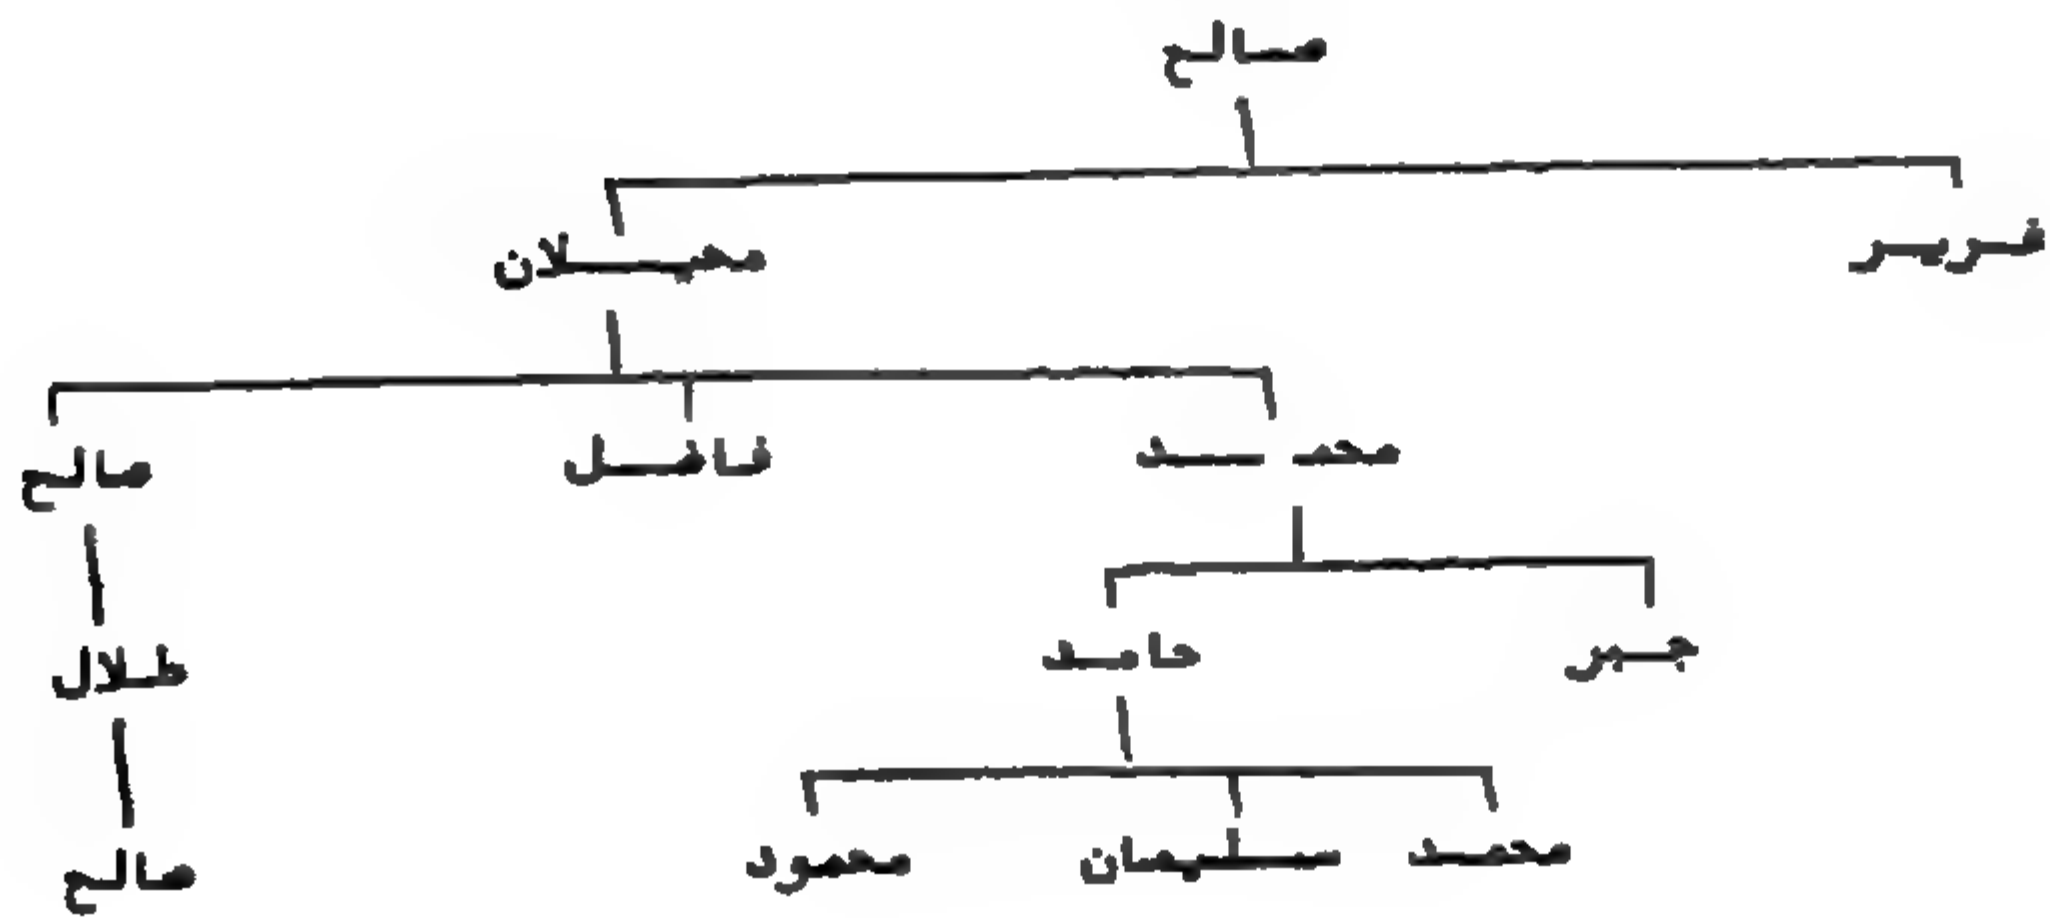 صالح
فرير محيلان
محمد فاضل صالح
جبر حامد طلال
محمد سليمان محمود صالح